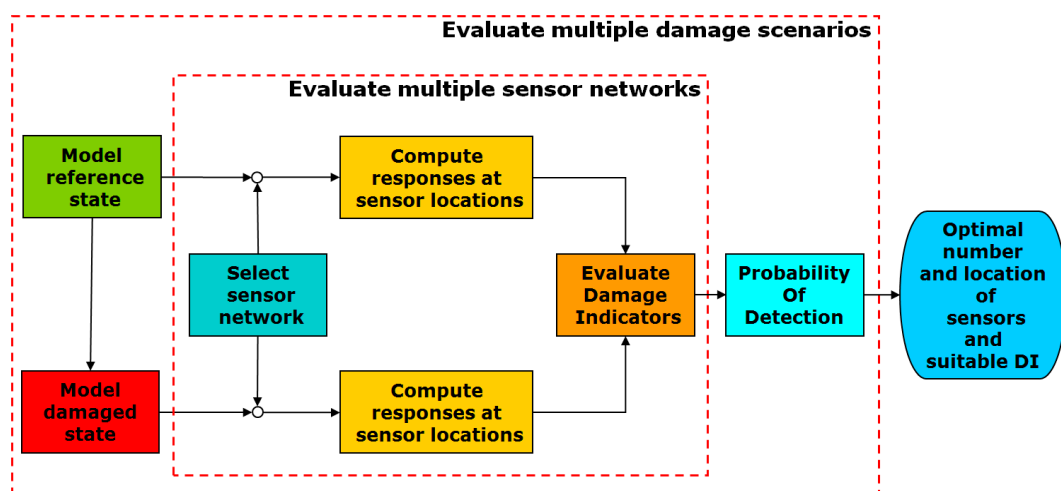 Evaluate multiple damage scenarios
Evaluate multiple sensor networks
Model
reference
state
Compute
responses at
sensor locations
Select
sensor
network
Evaluate
Damage
Indicators
Probability
Of
Detection
Optimal
number
and location
of
sensors
and
suitable DI
Model
damaged
state
Compute
responses at
sensor locations